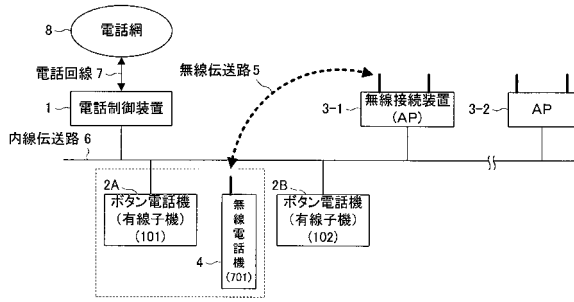 8
電話網
電話回線 7
1
電話制御装置
内線伝送路 6
無線伝送路 5
3-1
無線接続装置
(AP)
3-2
AP
2A
ボタン電話機
(有線子機)
(101)
4
無線電話機
(701)
2B
ボタン電話機
(有線子機)
(102)